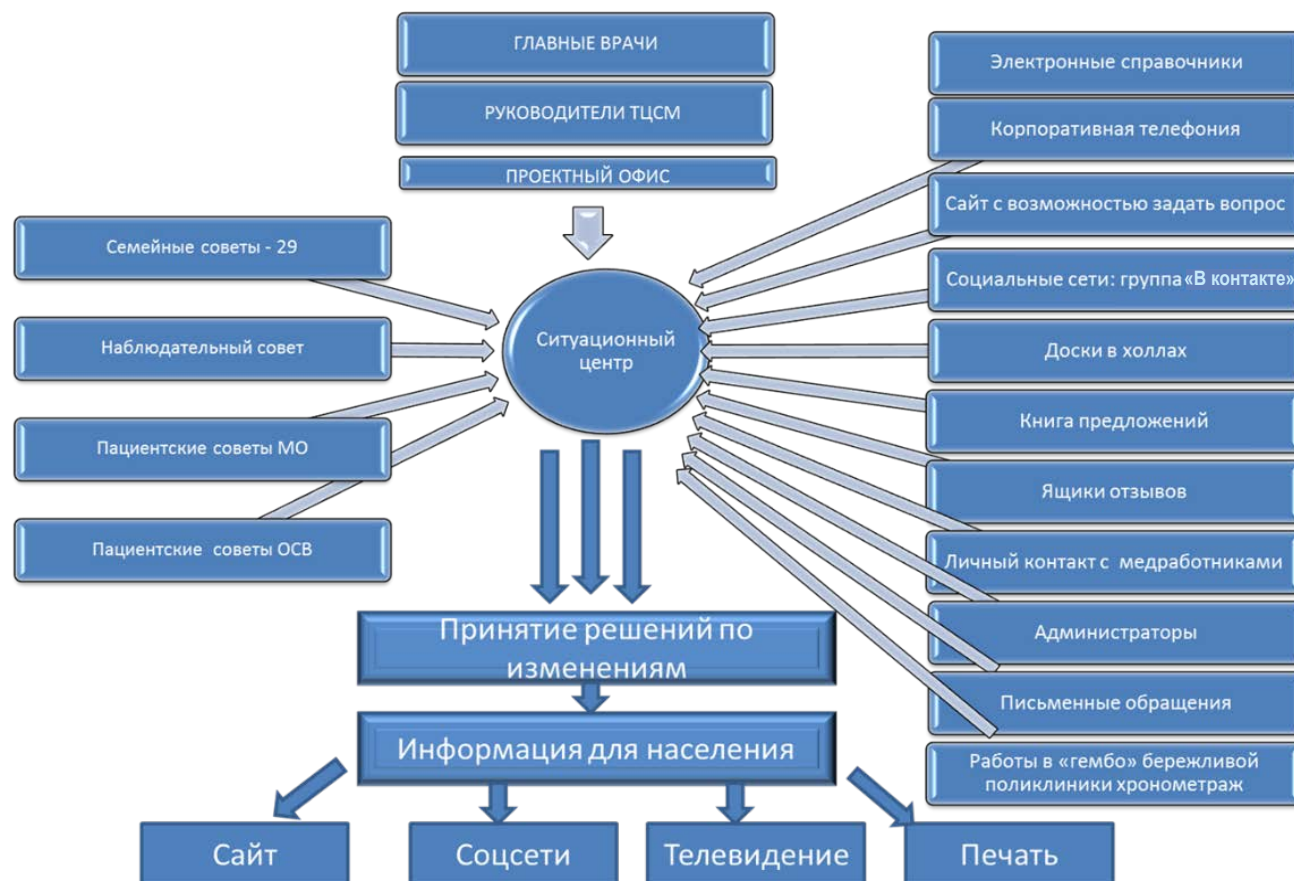 ГЛАВНЫЕ ВРАЧИ
РУКОВОДИТЕЛИ ТЦСМ
ПРОЕКТНЫЙ ОФИС
Семейные советы - 29
Наблюдательный совет
Пациентские советы МО
Пациентские советы ОСВ
Ситуационный
центр
Электронные справочники
Корпоративная телефония
Сайт с возможностью задать вопрос
Социальные сети: группа «В контакте»
Доски в холлах
Книга предложений
Ящики отзывов
Личный контакт с медработниками
Администраторы
Письменные обращения
Работы в «гембо» бережливой
поликлиники хронометраж
Принятие решений по
изменениям
Информация для населения
Сайт
Соцсети
Телевидение
Печать